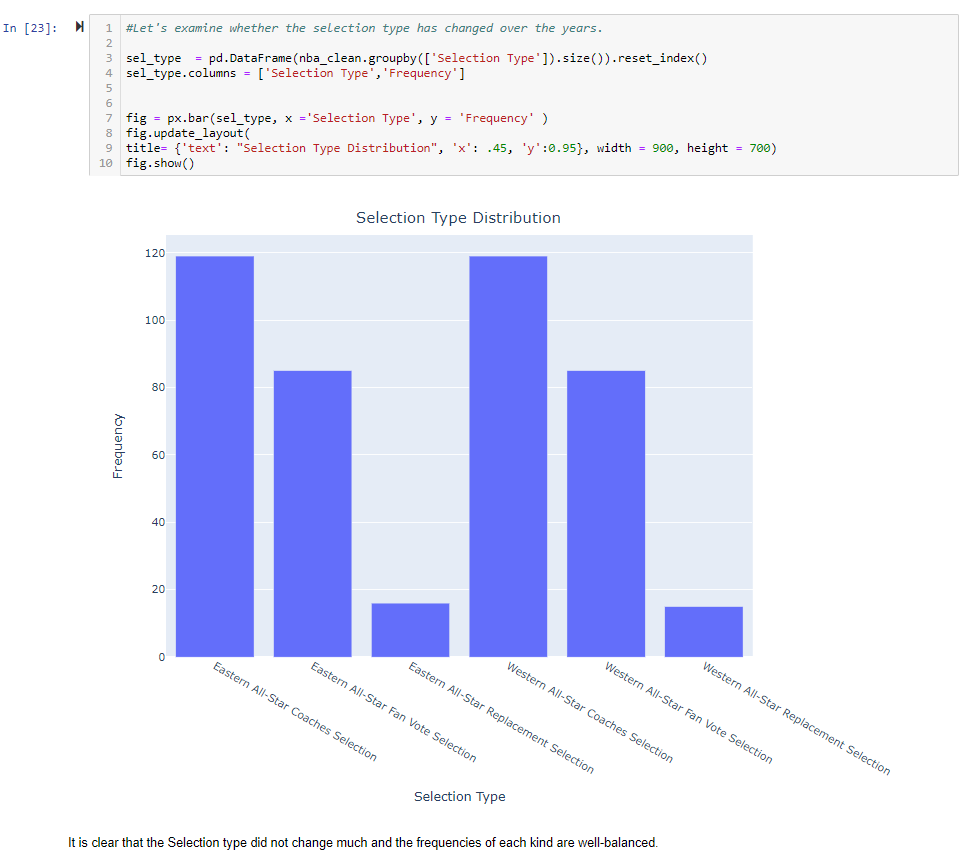 In [23]:
1 #Let's examine whether the selection type has changed over the years.
2
3 sel_type  = pd.DataFrame(nba_clean.groupby(['Selection Type']).size()).reset_index()
4 sel_type.columns = ['Selection Type','Frequency']
5
6
7 fig = px.bar(sel_type, x ='Selection Type', y = 'Frequency' )
8 fig.update_layout(
9 title= {'text': "Selection Type Distribution", 'x': .45, 'y':0.95}, width = 900, height = 700)
10 fig.show()
Selection Type Distribution
120
100
80
60
40
20
0
Frequency
Eastern All-Star Coaches Selection
Eastern All-Star Fan Vote Selection
Eastern All-Star Replacement Selection
Western All-Star Coaches Selection
Western All-Star Fan Vote Selection
Western All-Star Replacement Selection
Selection Type
It is clear that the Selection type did not change much and the frequencies of each kind are well-balanced.